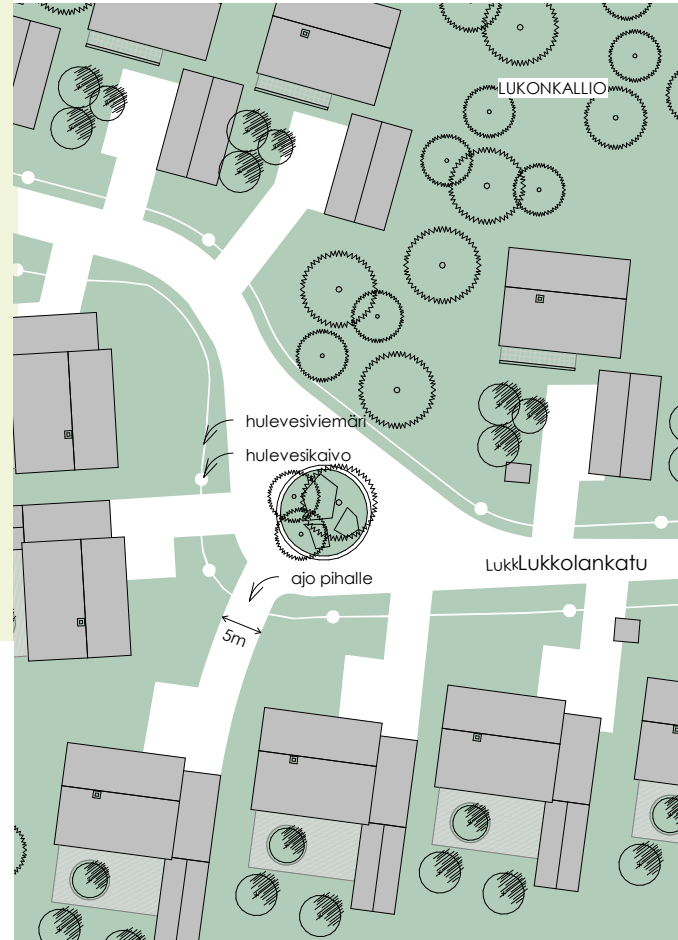 LUKONKALLIO
hulevesiviemäri
hulevesikaivo
LukkLukkolankatu
ajo pihalle
5m